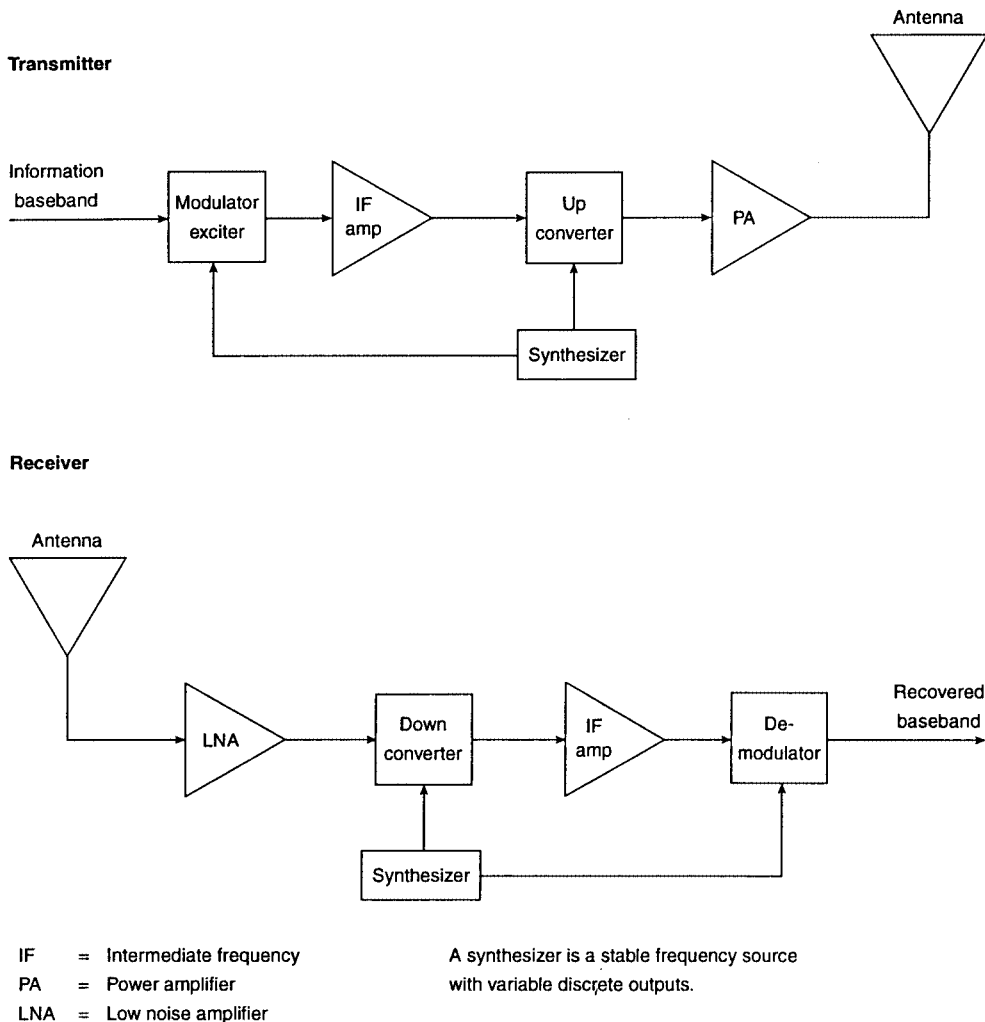 Antenna
Transmitter
Information
baseband
Modulator
exciter
IF
amp
Up
converter
PA
Synthesizer
Receiver
Antenna
LNA
Down
converter
IF
amp
De-
modulator
Recovered
baseband
Synthesizer
IF = Intermediate frequency
PA = Power amplifier
LNA = Low noise amplifier
A synthesizer is a stable frequency source
with variable discrete outputs.